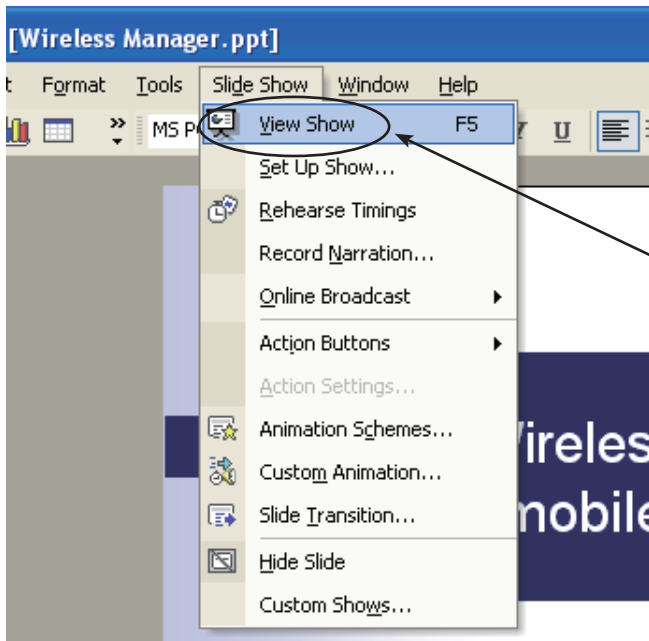 [Wireless Manager.ppt]
t Format Tools Slide Show Window Help
MS P U
View Show F5
Set Up Show...
Rehearse Timings
Record Narration...
Online Broadcast
Action Buttons
Action Settings...
Animation Schemes...
Custom Animation...
Slide Transition...
Hide Slide
Custom Shows...
ireles
mobile